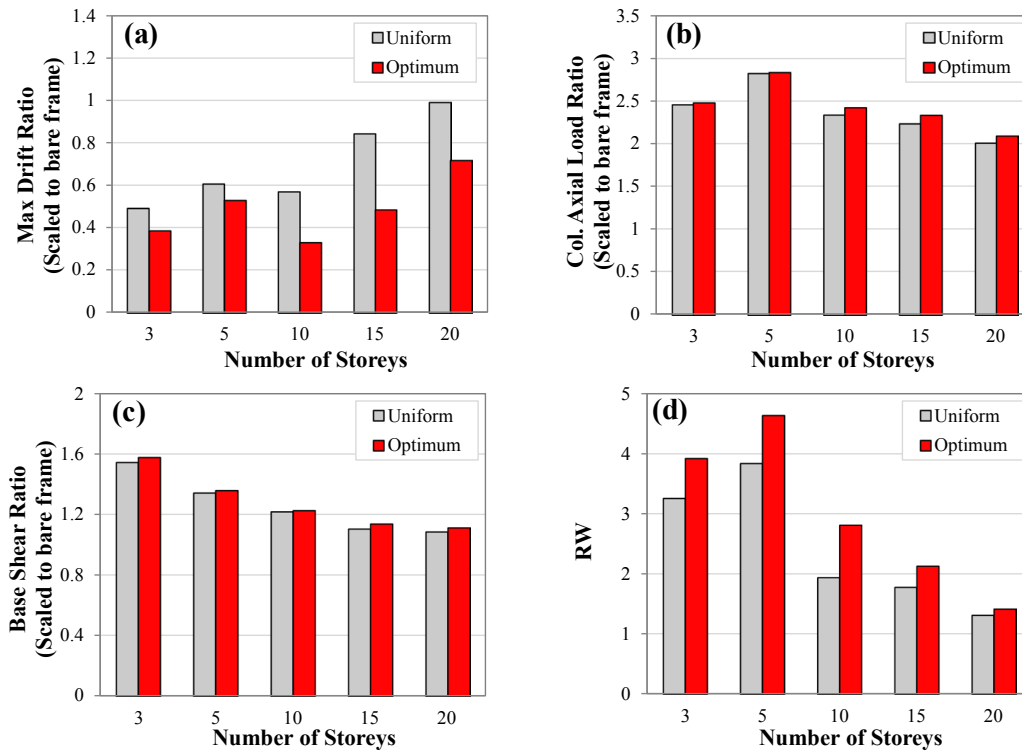 (a)
Uniform
Optimum
1.4
1.2
1
0.8
0.6
0.4
0.2
0
Max Drift Ratio
(Scaled to bare frame)
3 5 10 15 20
Number of Storeys
(b)
Uniform
Optimum
3.5
3
2.5
2
1.5
1
0.5
0
Col. Axial Load Ratio
(Scaled to bare frame)
3 5 10 15 20
Number of Storeys
(c)
Uniform
Optimum
2
1.6
1.2
0.8
0.4
0
Base Shear Ratio
(Scaled to bare frame)
3 5 10 15 20
Number of Storeys
(d)
Uniform
Optimum
5
4
3
2
1
0
RW
3 5 10 15 20
Number of Storeys